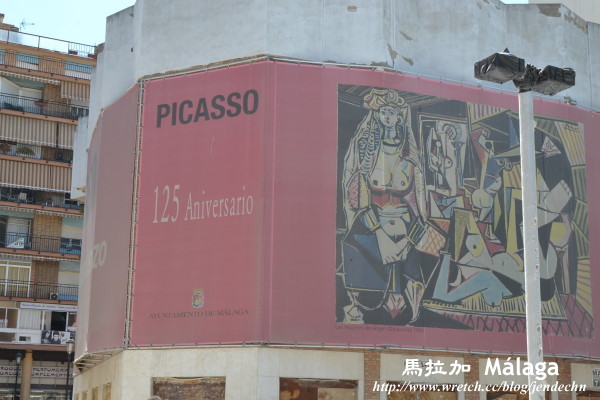 PICASSO
125 Aniversario
AYUNTAMIENTO DE MÁLAGA
馬拉加 Málaga
http://www.wretch.cc/blog/jendechn